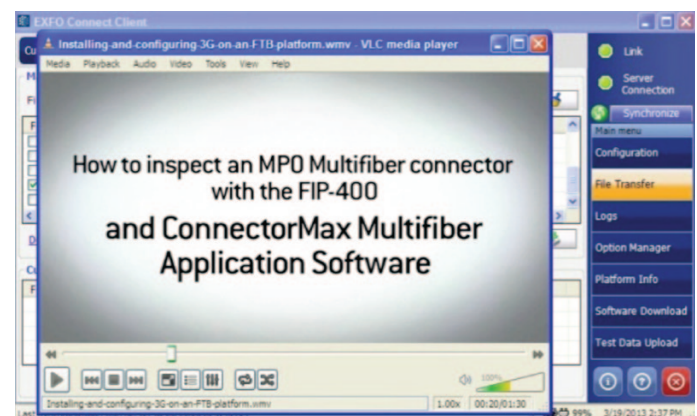 EXFO Connect Client
Installing-and-configuring-3G-on-an-FTB-platform.wmv - VLC media player
Media Playback Audio Video Tools View Help
How to inspect an MPO Multifiber connector
with the FIP-400
and ConnectorMax Multifiber
Application Software
100%
Installing-and-configuring-3G-on-an-FTB-platform.wmv
1.00x
00:20/01:30
Link
Server
Connection
Synchronize
Main menu
Configuration
File Transfer
Logs
Option Manager
Platform Info
Software Download
Test Data Upload
99%
3/19/2013 2:37 PM